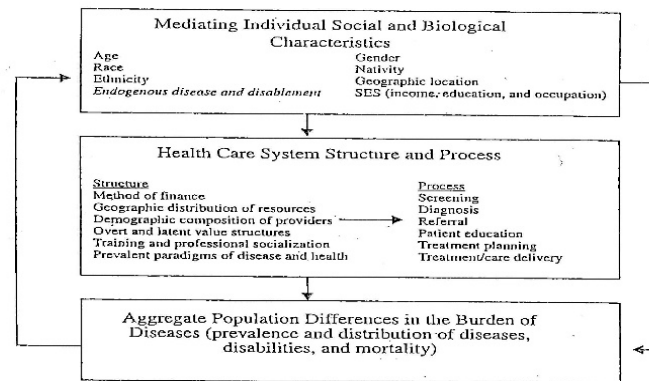 Mediating Individual Social and Biological
Characteristics
Age
Race
Ethnicity
Endogenous disease and disablement
Gender
Nativity
Geographic location
SES (income, education, and occupation)
Health Care System Structure and Process
Structure
Method of finance
Geographic distribution of resources
Demographic composition of providers
Overt and latent value structures
Training and professional socialization
Prevalent paradigms of disease and health
Process
Screening
Diagnosis
Referral
Patient education
Treatment planning
Treatment/care delivery
Aggregate Population Differences in the Burden of
Diseases (prevalence and distribution of diseases,
disabilities, and mortality)